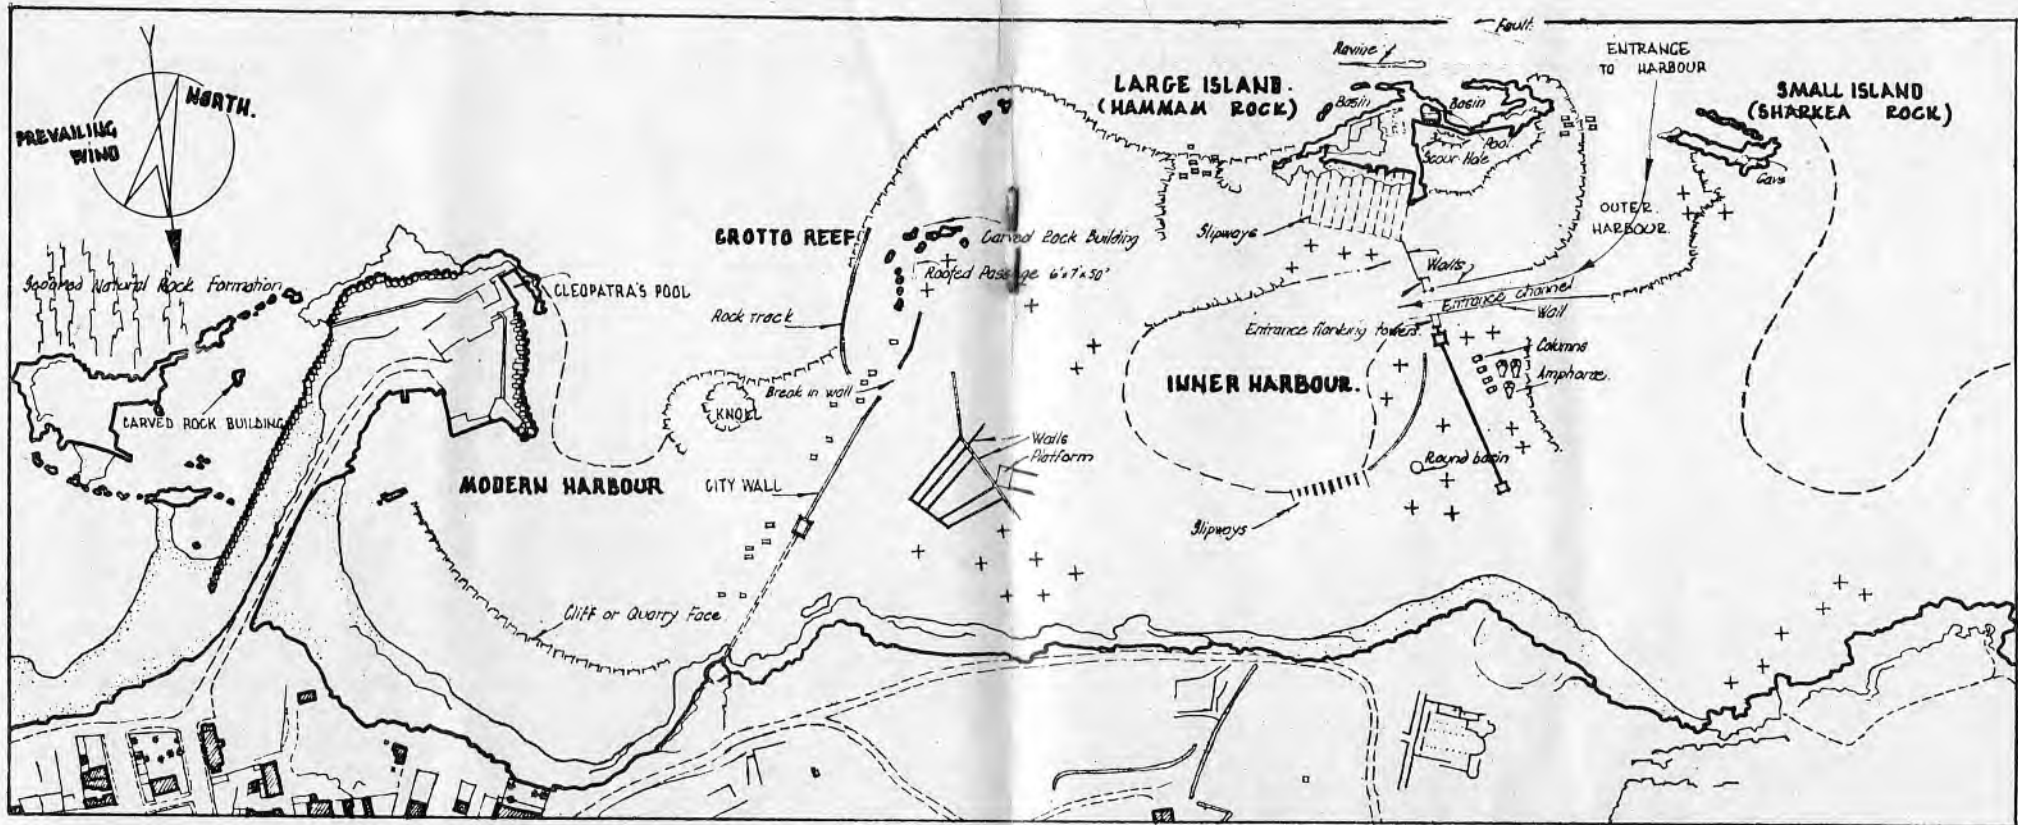 Fault.
Ravine
ENTRANCE
TO HARBOUR
LARGE ISLAND.
(HAMMAM ROCK)
SMALL ISLAND
(SHARKEA ROCK)
NORTH.
PREVAILING
WIND
Basin
Basin
Pool.
Scour Hole
Cave
OUTER.
HARBOUR.
GROTTO REEF.
Carved Rock Building
Slipways
Roofed Passage 6'x7'x50'
Natural Rock Formation
CLEOPATRA'S POOL
Walls
Entrance channel
Wall
Rock Track
Entrance flanking towers.
Columns
Amphorae.
INNER HARBOUR.
Break in wall
KNOLL
CARVED ROCK BUILDING
Walls
Platform
Round basin
MODERN HARBOUR
CITY WALL
Slipways
Cliff or Quarry Face.